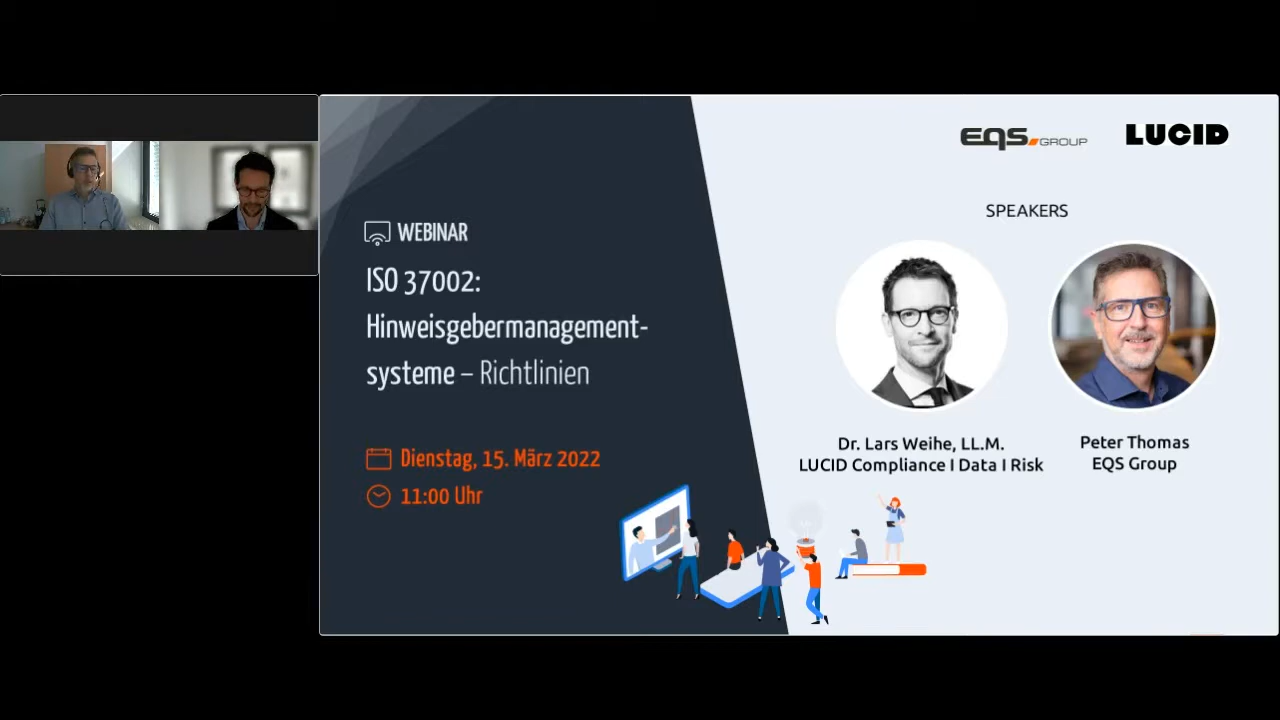 EQS GROUP
LUCID
WEBINAR
ISO 37002:
Hinweisgebermanagement-
systeme – Richtlinien
Dienstag, 15. März 2022
11:00 Uhr
SPEAKERS
Dr. Lars Weihe, LL.M.
LUCID Compliance I Data I Risk
Peter Thomas
EQS Group